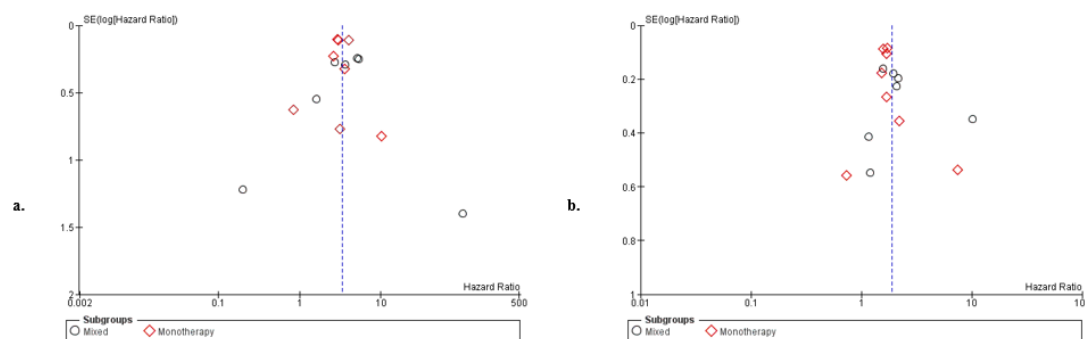 SE(log[Hazard Ratio])
0
0.5
1
1.5
2
0.002 0.1 1 10 500
Hazard Ratio
a.
Subgroups
Mixed Monotherapy
SE(log[Hazard Ratio])
0
0.2
0.4
0.6
0.8
1
0.01 0.1 1 10 10
Hazard Ratio
b.
Subgroups
Mixed Monotherapy